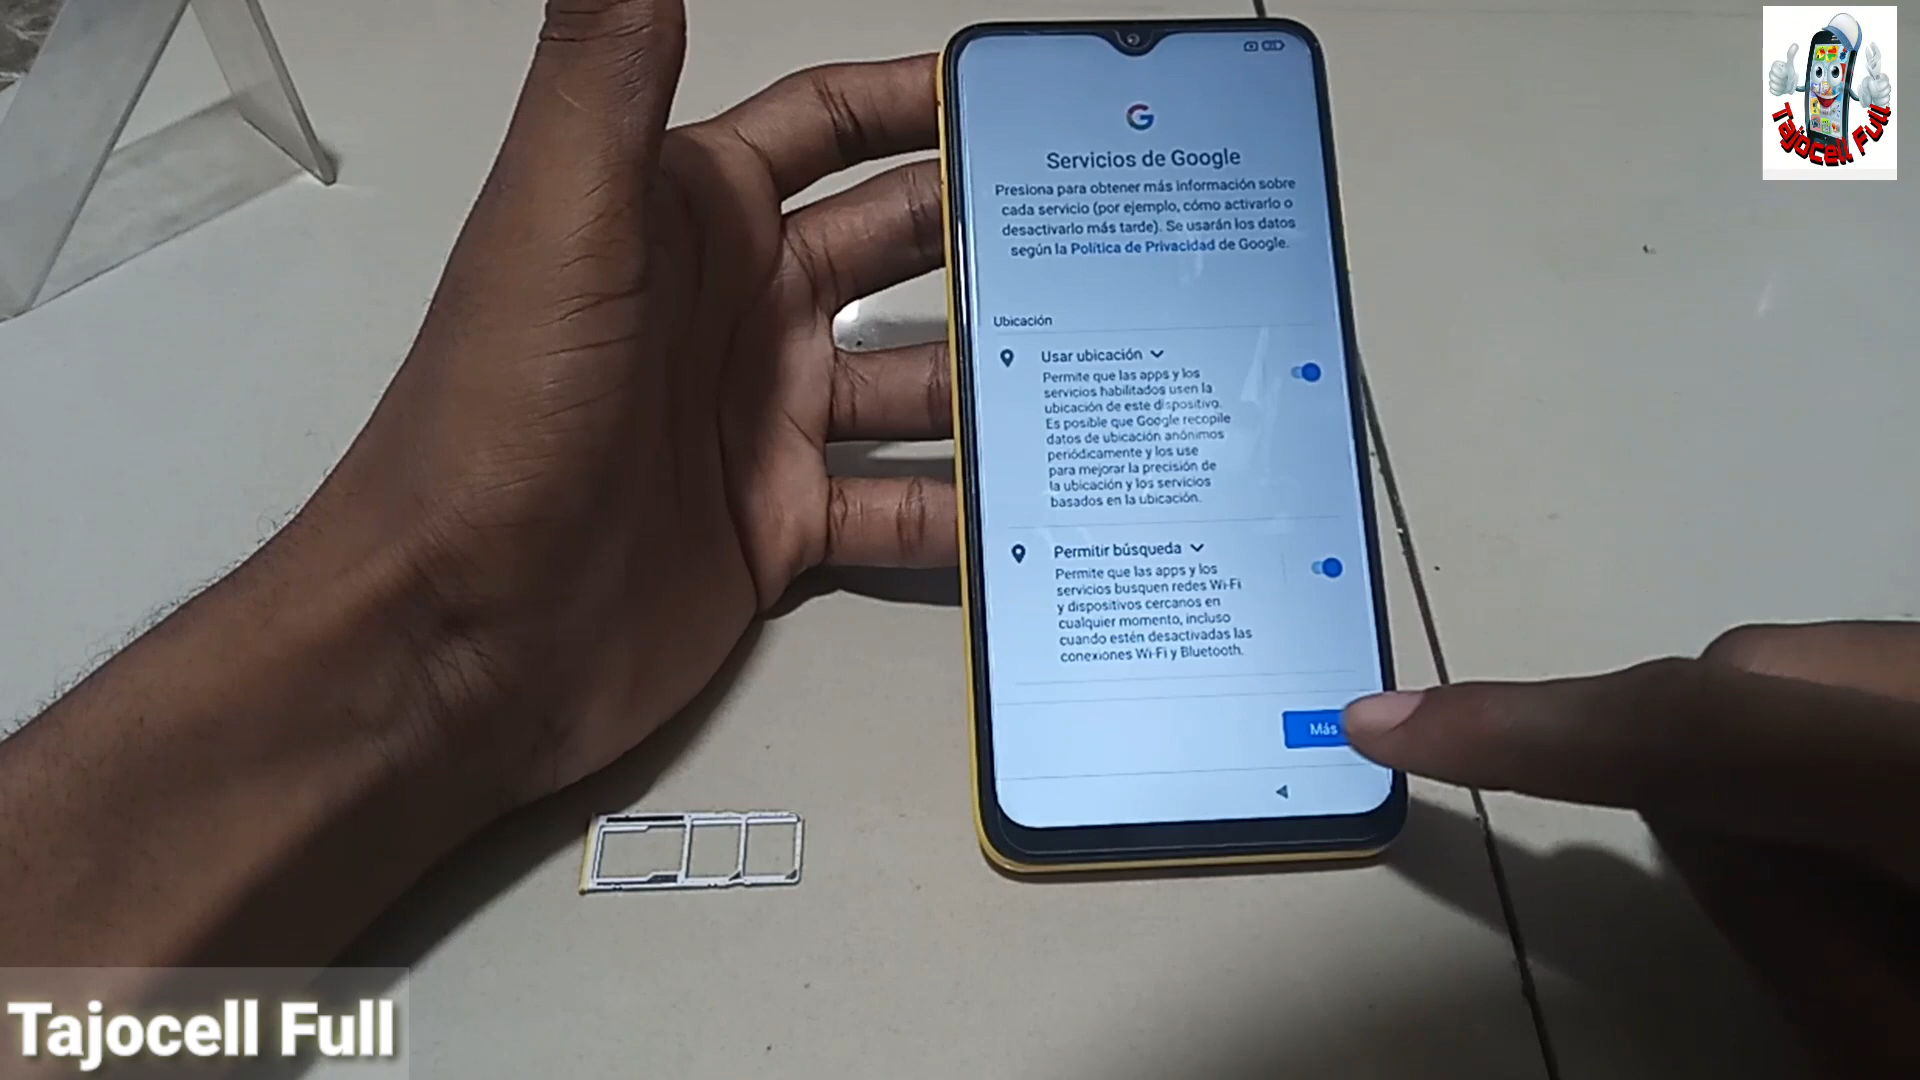 Servicios de Google
Presiona para obtener más información sobre
cada servicio (por ejemplo, cómo activarlo o
desactivarlo más tarde). Se usarán los datos
según la Política de Privacidad de Google.
Ubicación
Usar ubicación
Permite que las apps y los
servicios habilitados usen la
ubicación de este dispositivo.
Es posible que Google recopile
datos de ubicación anónimos
periódicamente y los use
para mejorar la precisión de
la ubicación y los servicios
basados en la ubicación.
Permitir búsqueda
Permite que las apps y los
servicios busquen redes Wi-Fi
y dispositivos cercanos en
cualquier momento, incluso
cuando estén desactivadas las
conexiones Wi-Fi y Bluetooth.
Más
Tajocell Full
Tajocell Full